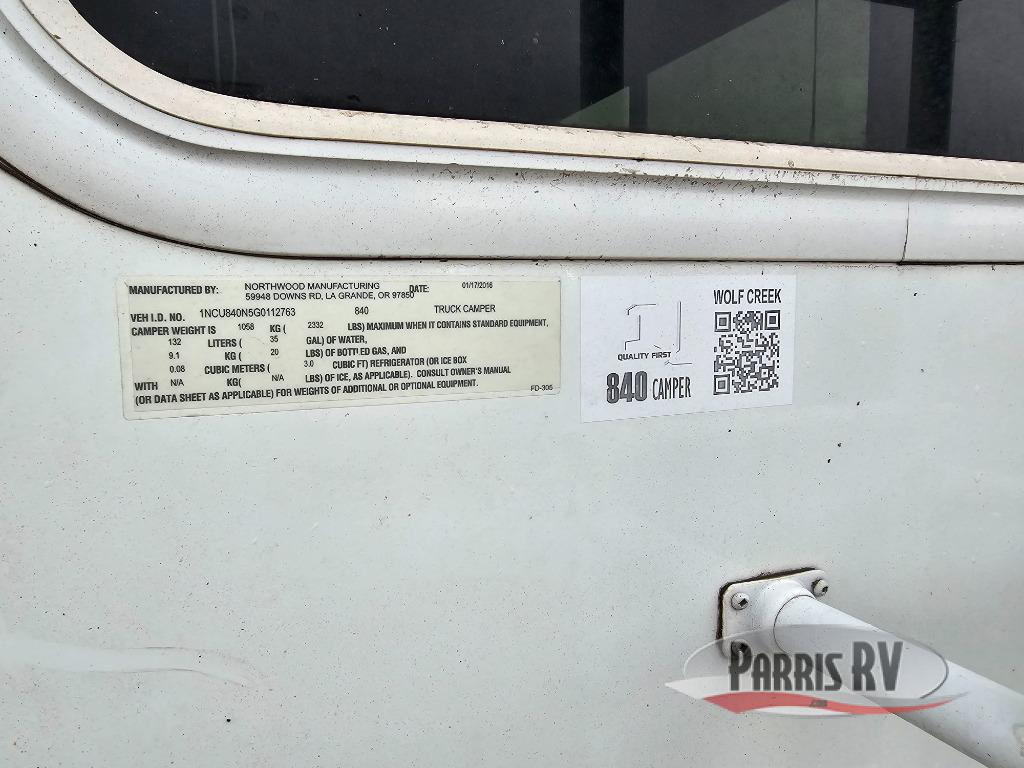 MANUFACTURED BY: NORTHWOOD MANUFACTURING DATE: 01/17/2016
59948 DOWNS RD, LA GRANDE, OR 97850
VEH I.D. NO. 1NCU840N5G0112763 840 TRUCK CAMPER
CAMPER WEIGHT IS 1058 KG ( 2332 LBS) MAXIMUM WHEN IT CONTAINS STANDARD EQUIPMENT,
132 LITERS ( 35 GAL) OF WATER,
9.1 KG ( 20 LBS) OF BOTTLED GAS, AND
0.08 CUBIC METERS ( 3.0 CUBIC FT) REFRIGERATOR (OR ICE BOX
WITH N/A KG( N/A LBS) OF ICE, AS APPLICABLE). CONSULT OWNER'S MANUAL
(OR DATA SHEET AS APPLICABLE) FOR WEIGHTS OF ADDITIONAL OR OPTIONAL EQUIPMENT. FD-305
WOLF CREEK
QUALITY FIRST
840 CAMPER
PARRIS RV
.com